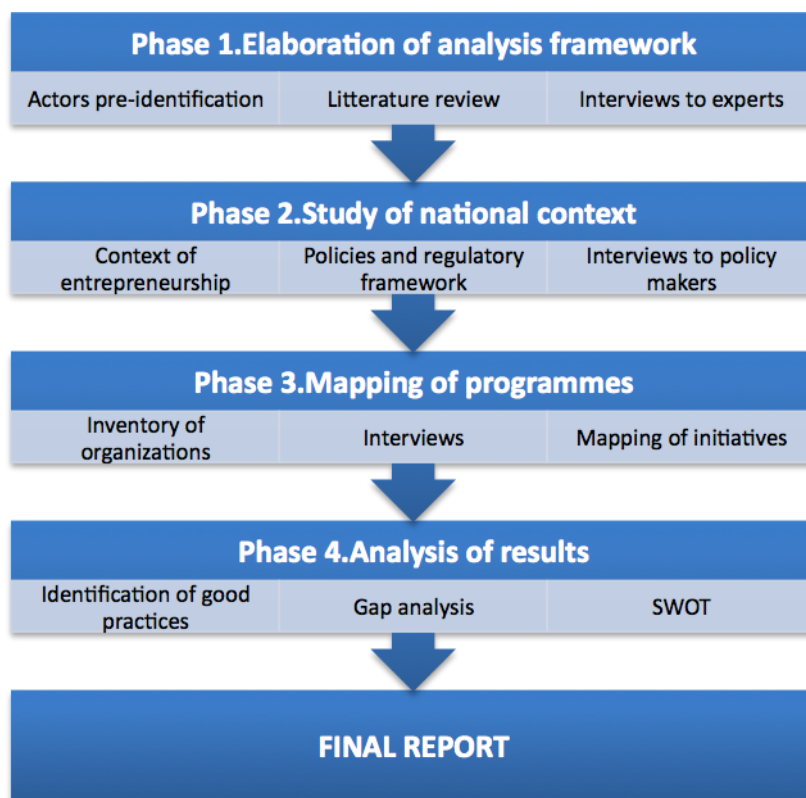 Phase 1.Elaboration of analysis framework
Actors pre-identification
Litterature review
Interviews to experts
Phase 2.Study of national context
Context of
entrepreneurship
Policies and regulatory
framework
Interviews to policy
makers
Phase 3.Mapping of programmes
Inventory of
organizations
Interviews
Mapping of initiatives
Phase 4.Analysis of results
Identification of good
practices
Gap analysis
SWOT
FINAL REPORT